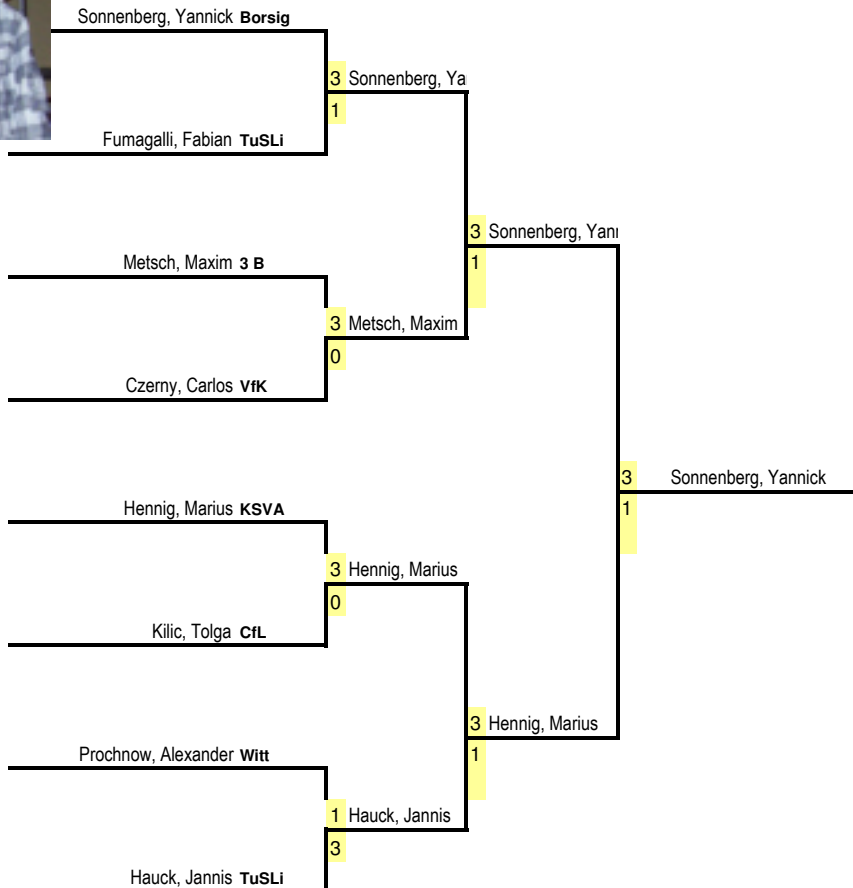 Sonnenberg, Yannick Borsig
3 Sonnenberg, Ya
1
Fumagalli, Fabian TuSLi
3 Sonnenberg, Yan
1
Metsch, Maxim 3 B
3 Metsch, Maxim
0
Czerny, Carlos VfK
3 Sonnenberg, Yannick
1
Hennig, Marius KSVA
3 Hennig, Marius
0
Kilic, Tolga CfL
3 Hennig, Marius
1
Prochnow, Alexander Witt
1 Hauck, Jannis
3
Hauck, Jannis TuSLi